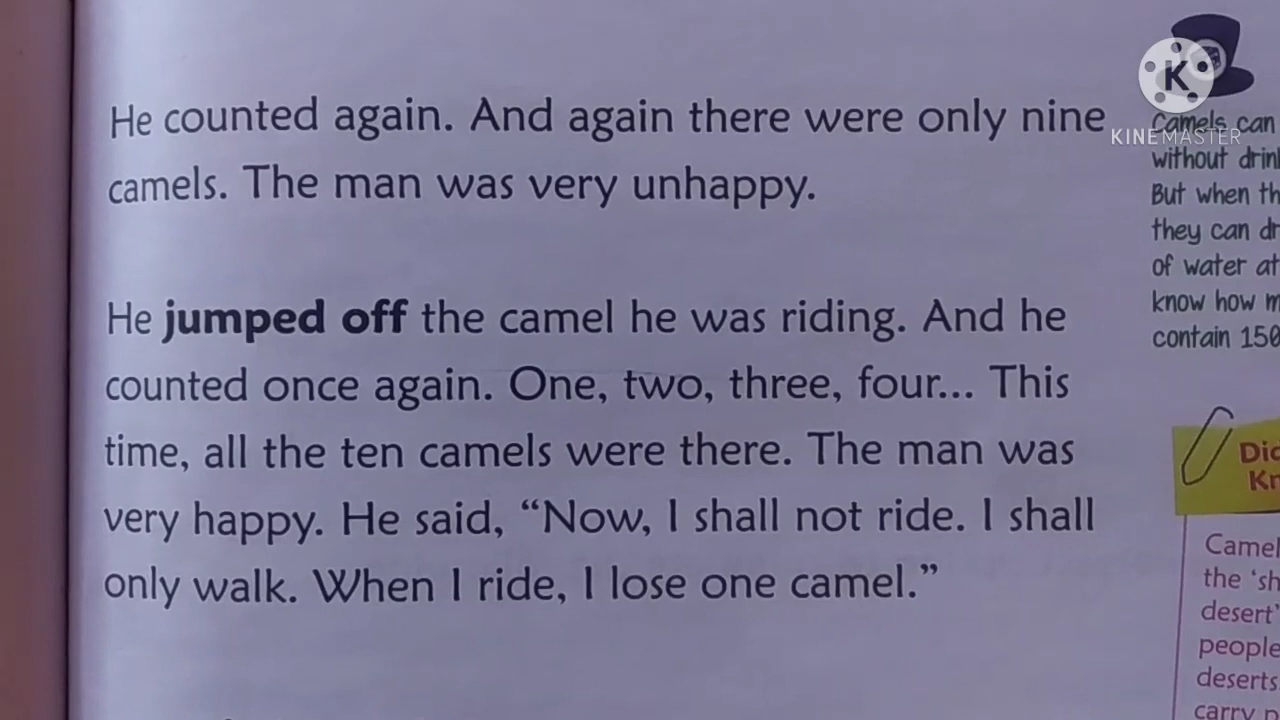 He counted again. And again there were only nine
camels. The man was very unhappy.
He jumped off the camel he was riding. And he
counted once again. One, two, three, four... This
time, all the ten camels were there. The man was
very happy. He said, “Now, I shall not ride. I shall
only walk. When I ride, I lose one camel.”
K
KINEMASTER
Camels can
without
But when
they can
of water at
know how
contain 150
Camel
the
desert’
people
deserts
carry